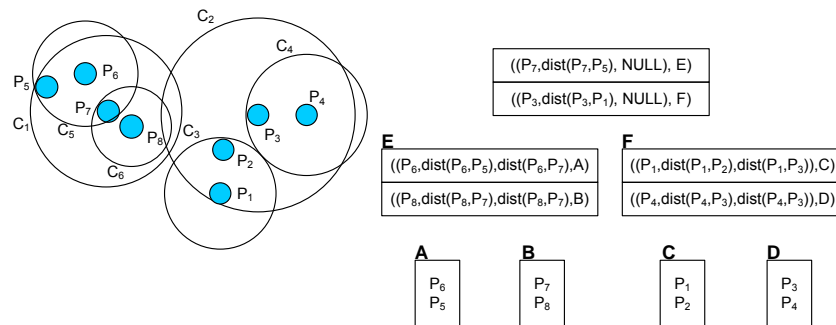 C₂
C₄
P₅
P₆
P₇
P₈
C₁
C₅
C₆
C₃
P₃
P₄
P₂
P₁
((P₇,dist(P₇,P₅), NULL), E)
((P₃,dist(P₃,P₁), NULL), F)
E
((P₆,dist(P₆,P₅),dist(P₆,P₇),A)
((P₈,dist(P₈,P₇),dist(P₈,P₇),B)
F
((P₁,dist(P₁,P₂),dist(P₁,P₃)),C)
((P₄,dist(P₄,P₃),dist(P₄,P₃)),D)
A
P₆
P₅
B
P₇
P₈
C
P₁
P₂
D
P₃
P₄